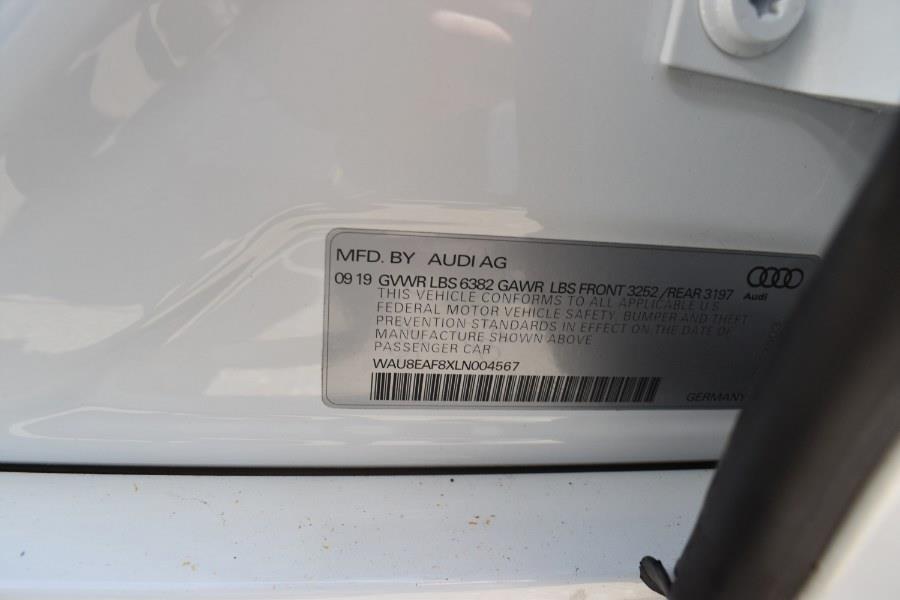 MFD. BY AUDI AG
09 19 GVWR LBS 6382 GAWR LBS FRONT 3252 /REAR 3197
Audi
THIS VEHICLE CONFORMS TO ALL APPLICABLE U.S.
FEDERAL MOTOR VEHICLE SAFETY, BUMPER AND THEFT
PREVENTION STANDARDS IN EFFECT ON THE DATE OF
MANUFACTURE SHOWN ABOVE
PASSENGER CAR
WAU8EAF8XLN004567
GERMANY